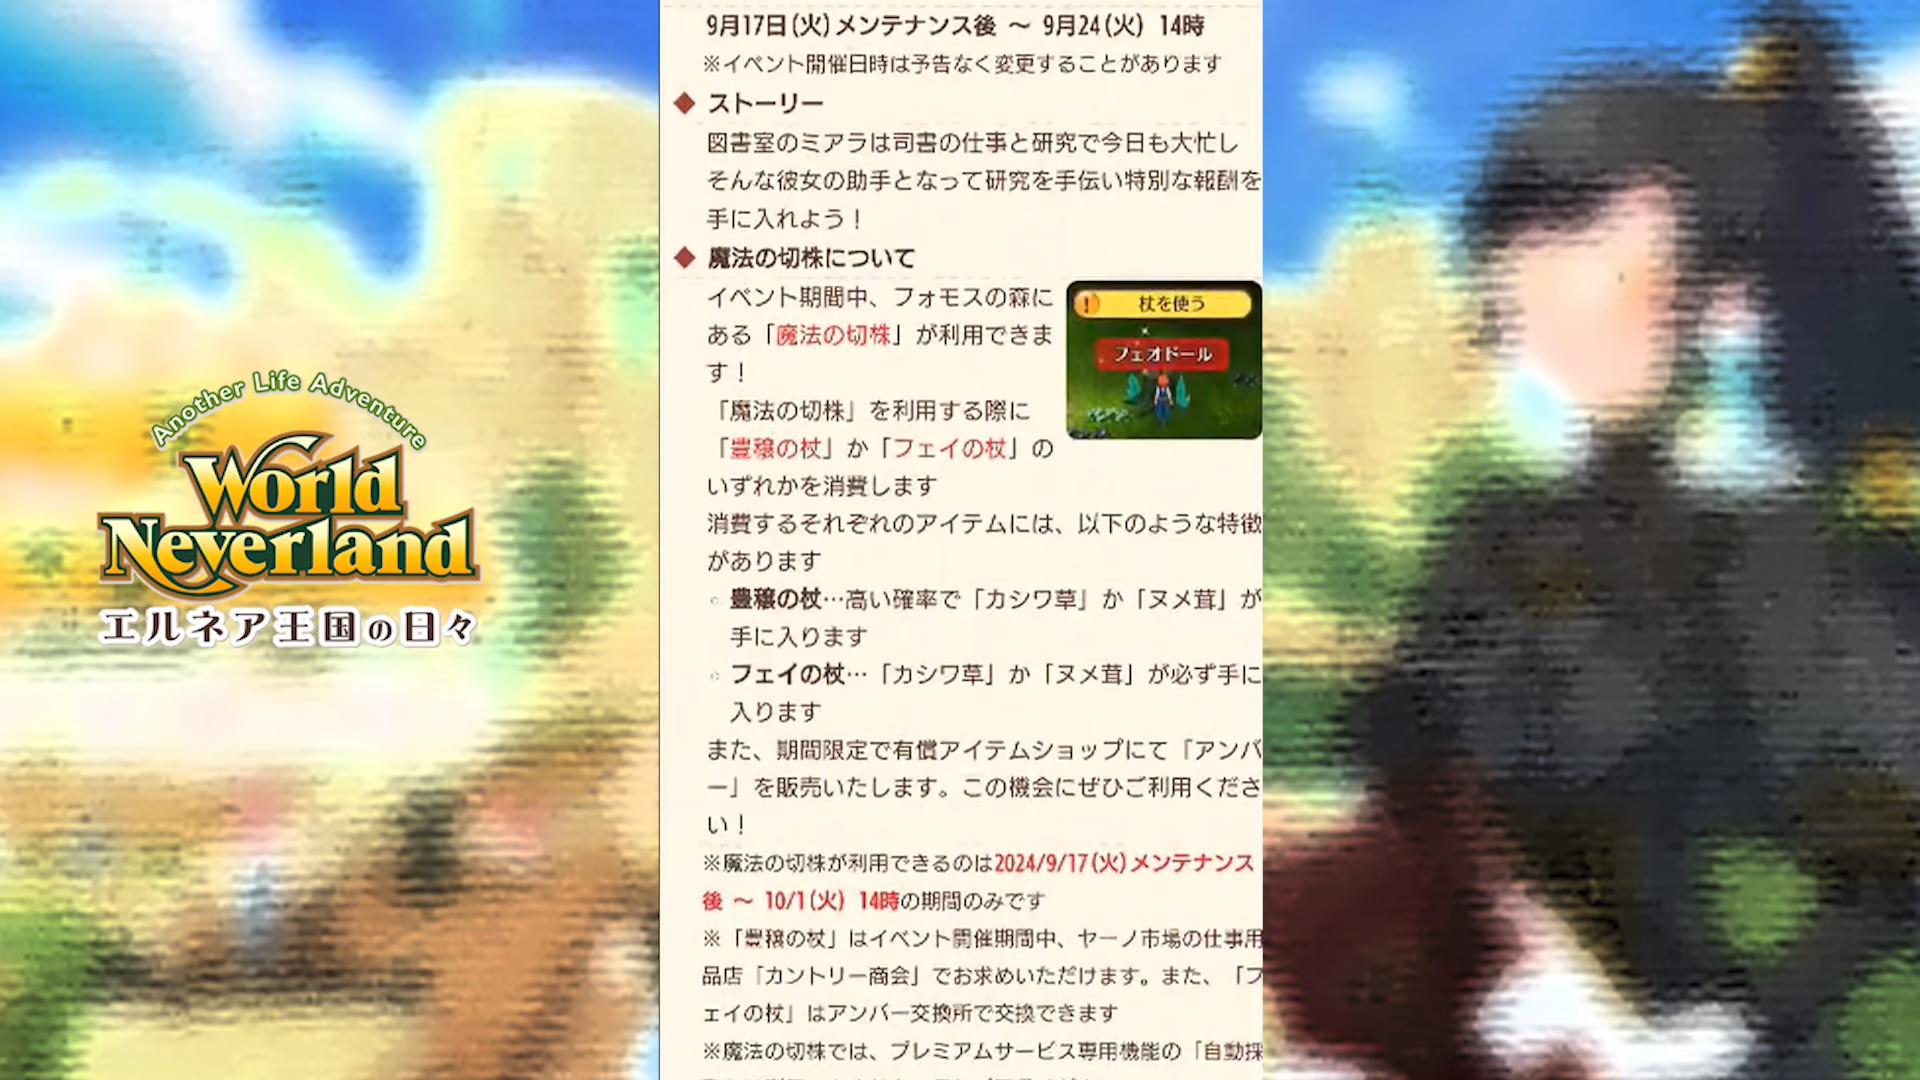 Another Life Adventure
World
Neverland
エルネア王国の日々
9月17日(火)メンテナンス後 ～ 9月24(火) 14時
※イベント開催日時は予告なく変更することがあります
ストーリー
図書室のミアラは司書の仕事と研究で今日も大忙し
そんな彼女の助手となって研究を手伝い特別な報酬を
手に入れよう！
魔法の切株について
イベント期間中、フォモスの森に
ある「魔法の切株」が利用できま
す！
「魔法の切株」を利用する際に
「豊穣の杖」か「フェイの杖」の
いずれかを消費します
杖を使う
フェオドール
消費するそれぞれのアイテムには、以下のような特徴
があります
豊穣の杖…高い確率で「カシワ草」か「ヌメ茸」が
手に入ります
フェイの杖…「カシワ草」か「ヌメ茸」が必ず手に
入ります
また、期間限定で有償アイテムショップにて「アンバ
ー」を販売いたします。この機会にぜひご利用くださ
い！
※魔法の切株が利用できるのは2024/9/17(火)メンテナンス
後 ～ 10/1(火) 14時の期間のみです
※「豊穣の杖」はイベント開催期間中、ヤーノ市場の仕事用
品店「カントリー商会」でお求めいただけます。また、「フ
ェイの杖」はアンバー交換所で交換できます
※魔法の切株では、プレミアムサービス専用機能の「自動採